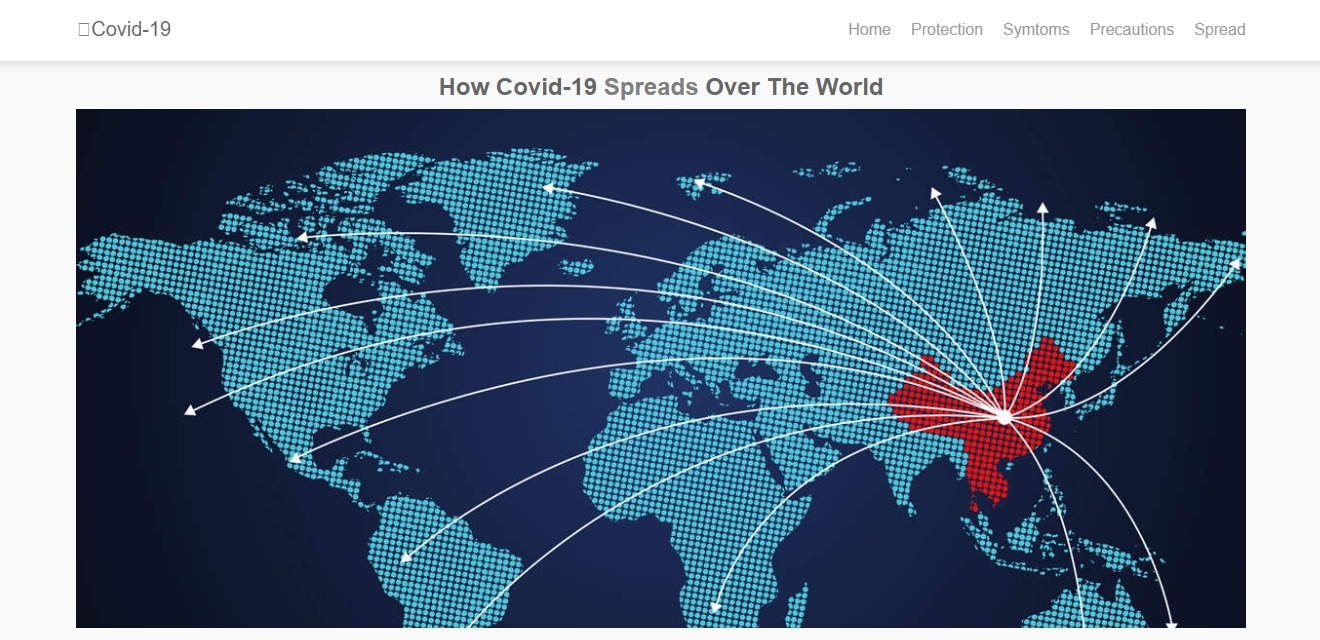 Covid-19
Home Protection Symtoms Precautions Spread
How Covid-19 Spreads Over The World